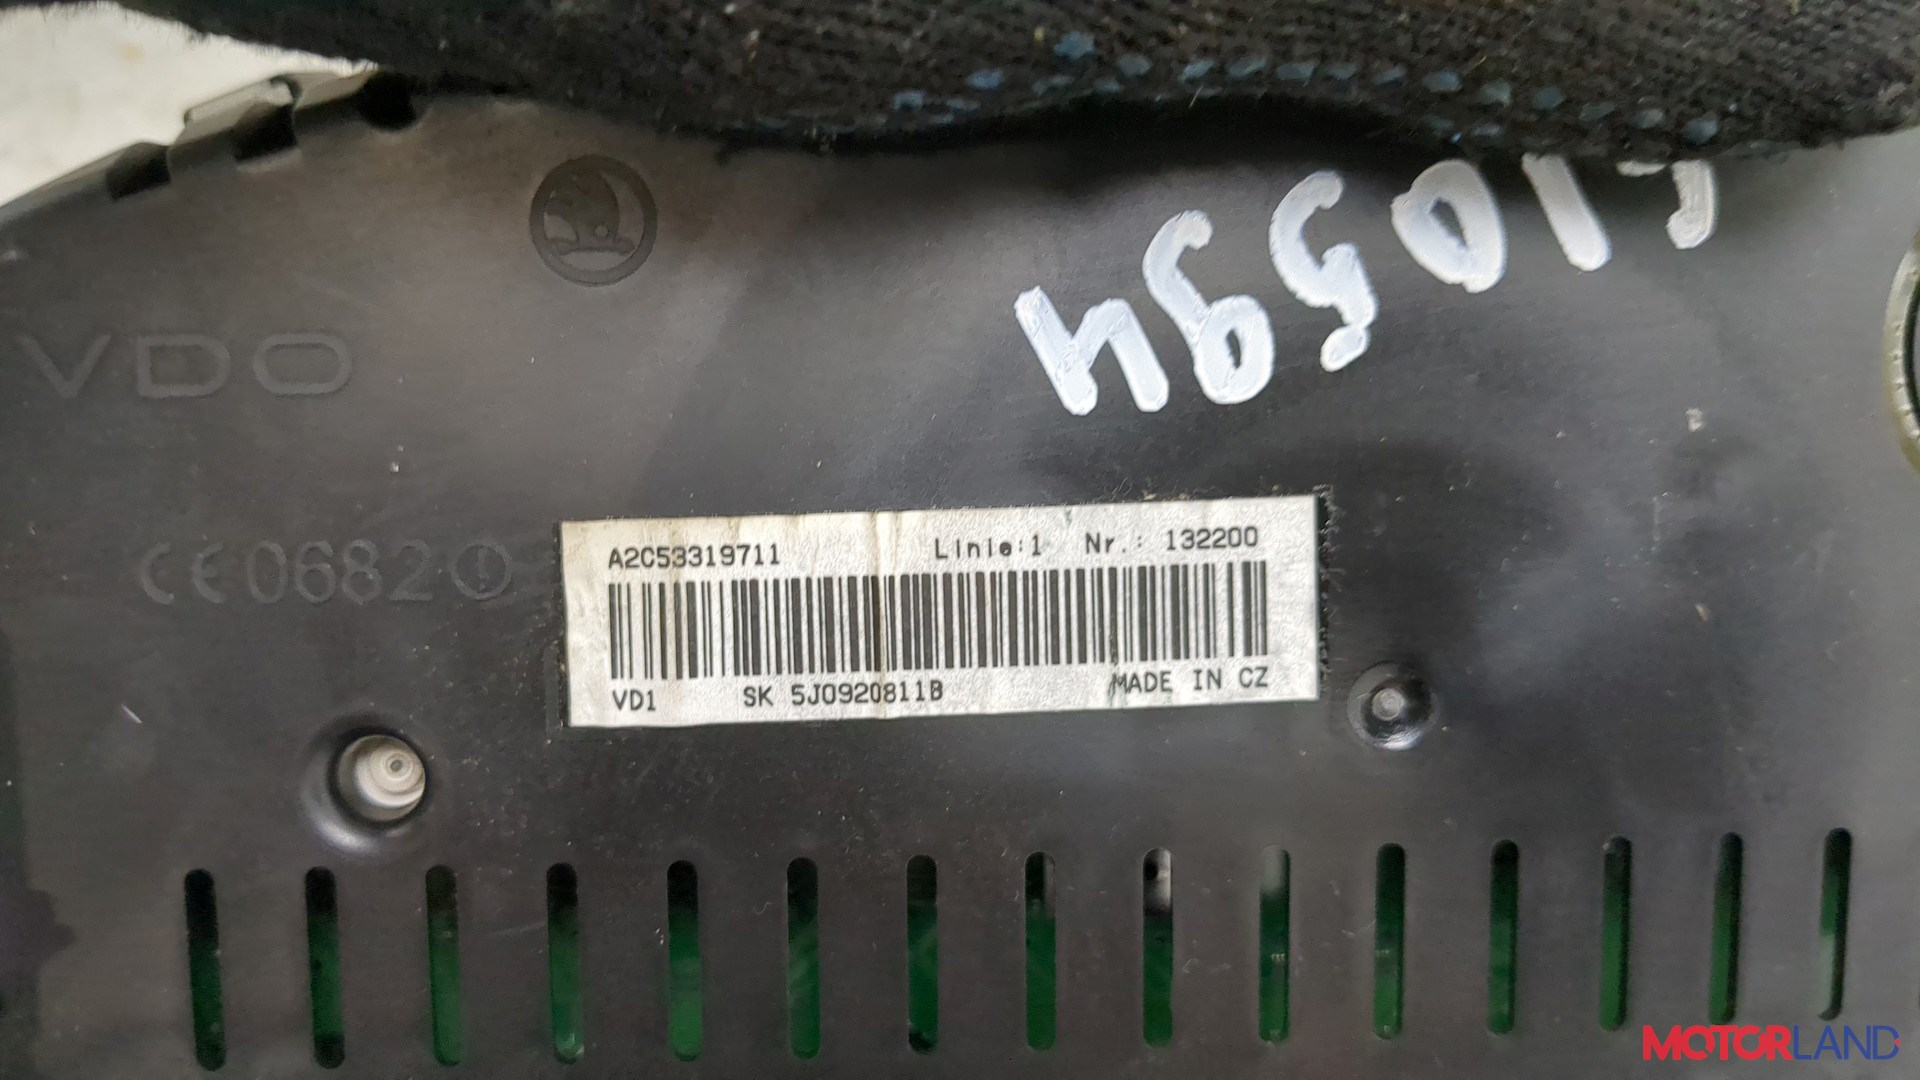 VDO
CE0682
A2C53319711 Linie:1 Nr.: 132200
VD1 SK 5J0920811B MADE IN CZ
MOTORLAND